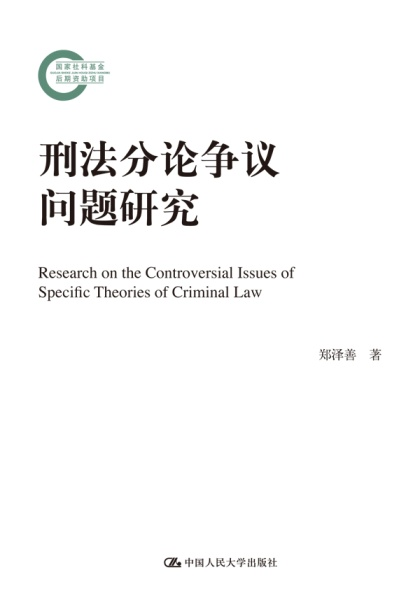 国家社科基金
后期资助项目
刑法分论争议
问题研究
Research on the Controversial Issues of
Specific Theories of Criminal Law
郑泽善 著
中国人民大学出版社